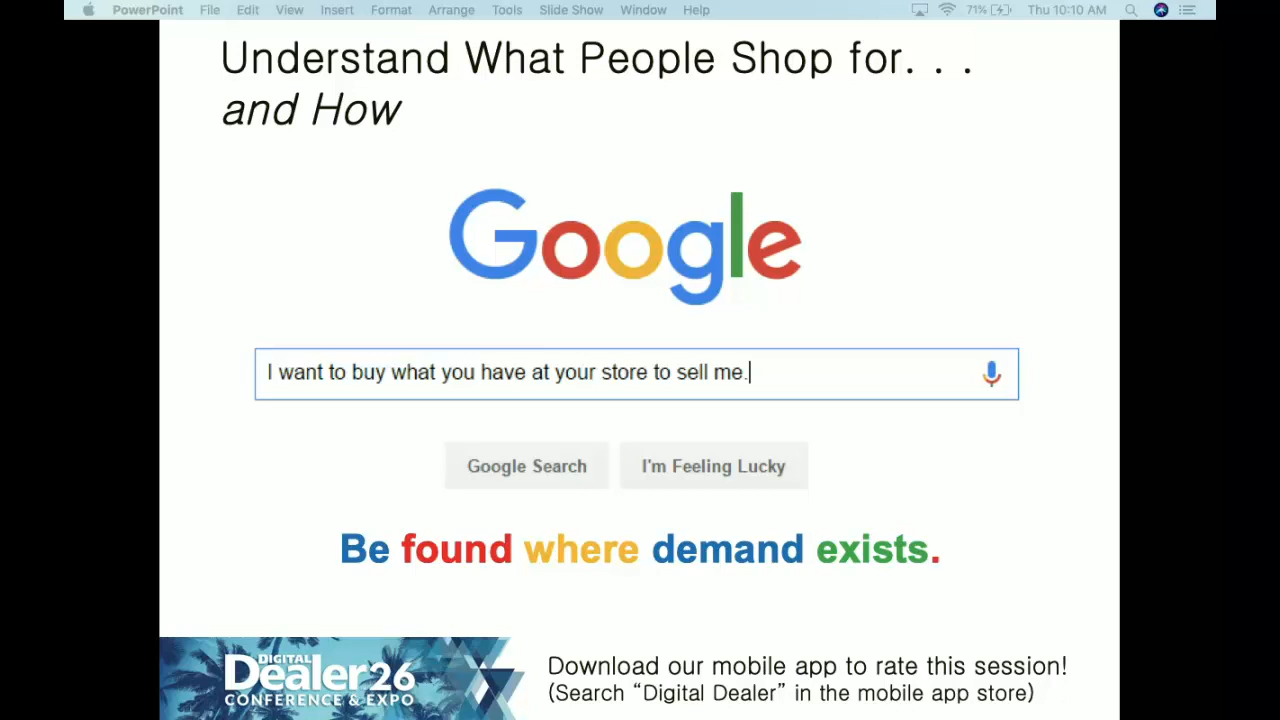 PowerPoint File Edit View Insert Format Arrange Tools Slide Show Window Help 71% Thu 10:10 AM
Understand What People Shop for. . .
and How
Google
I want to buy what you have at your store to sell me.
Google Search I'm Feeling Lucky
Be found where demand exists.
DIGITAL
Dealer26
CONFERENCE & EXPO
Download our mobile app to rate this session!
(Search “Digital Dealer” in the mobile app store)